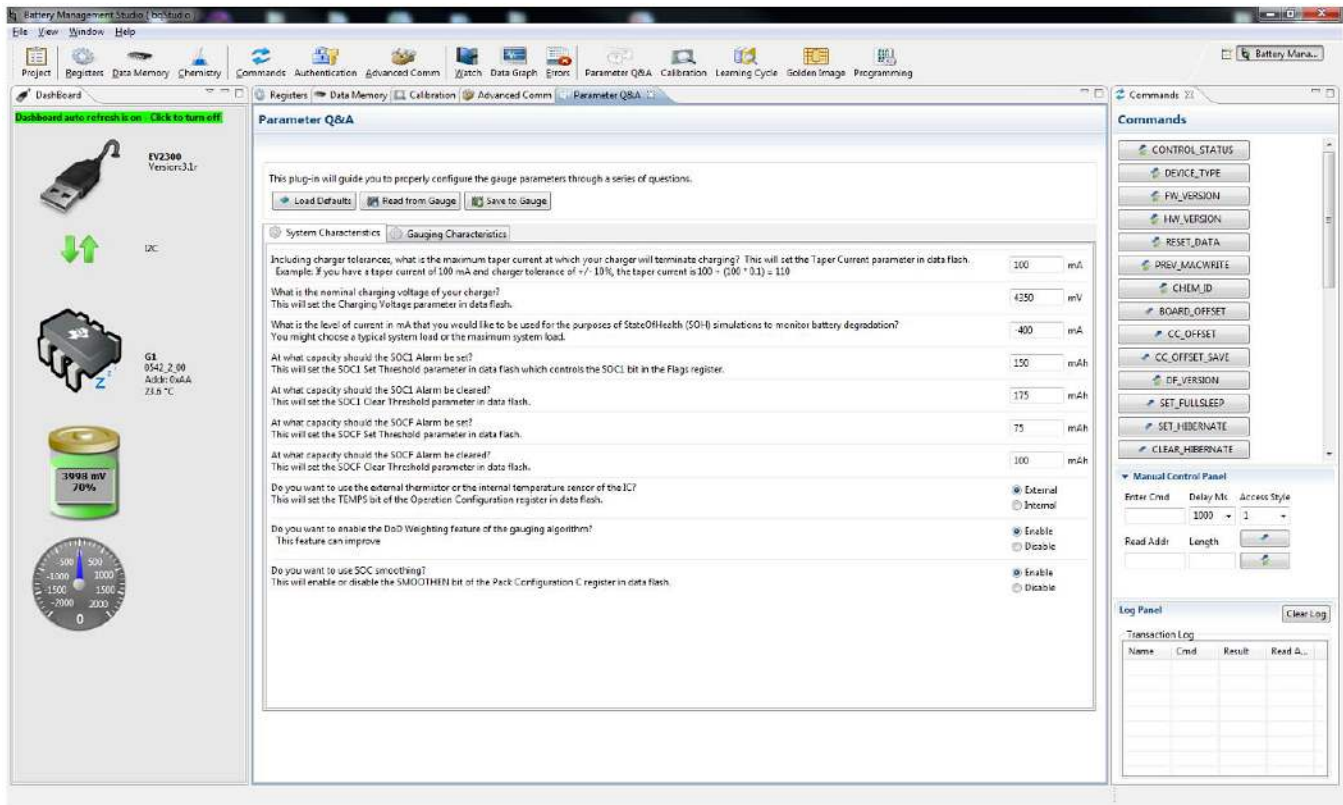 Battery Management Studio ( bqStudio )
File View Window Help
Project Registers Data Memory Chemistry Commands Authentication Advanced Comm Watch Data Graph Errors Parameter Q&A Calibration Learning Cycle Golden Image Programming
Battery Mana...
DashBoard
Dashboard auto refresh is on - Click to turn off
EV2300
Version:3.1r
I2C
G1
0542_2_00
Addr: 0xAA
23.6 °C
Z
3998 mV
70%
-500 500
-1000 1000
-1500 1500
-2000 2000
0
Registers Data Memory Calibration Advanced Comm Parameter Q&A
Parameter Q&A
This plug-in will guide you to properly configure the gauge parameters through a series of questions.
Load Defaults Read from Gauge Save to Gauge
System Characteristics Gauging Characteristics
Including charger tolerances, what is the maximum taper current at which your charger will terminate charging? This will set the Taper Current parameter in data flash.
Example: If you have a taper current of 100 mA and charger tolerance of +/- 10%, the taper current is 100 + (100 * 0.1) = 110
100 mA
What is the nominal charging voltage of your charger?
This will set the Charging Voltage parameter in data flash.
4350 mV
What is the level of current in mA that you would like to be used for the purposes of StateOfHealth (SOH) simulations to monitor battery degradation?
You might choose a typical system load or the maximum system load.
-400 mA
At what capacity should the SOC1 Alarm be set?
This will set the SOC1 Set Threshold parameter in data flash which controls the SOC1 bit in the Flags register.
150 mAh
At what capacity should the SOC1 Alarm be cleared?
This will set the SOC1 Clear Threshold parameter in data flash.
175 mAh
At what capacity should the SOCF Alarm be set?
This will set the SOCF Set Threshold parameter in data flash.
75 mAh
At what capacity should the SOCF Alarm be cleared?
This will set the SOCF Clear Threshold parameter in data flash.
100 mAh
Do you want to use the external thermistor or the internal temperature sensor of the IC?
This will set the TEMPS bit of the Operation Configuration register in data flash.
External
Internal
Do you want to enable the DoD Weighting feature of the gauging algorithm?
This feature can improve
Enable
Disable
Do you want to use SOC smoothing?
This will enable or disable the SMOOTHEN bit of the Pack Configuration C register in data flash.
Enable
Disable
Commands
Commands
CONTROL_STATUS
DEVICE_TYPE
FW_VERSION
HW_VERSION
RESET_DATA
PREV_MACWRITE
CHEM_ID
BOARD_OFFSET
CC_OFFSET
CC_OFFSET_SAVE
DF_VERSION
SET_FULLSLEEP
SET_HIBERNATE
CLEAR_HIBERNATE
Manual Control Panel
Enter Cmd Delay Ms Access Style
1000 1
Read Addr Length
Log Panel
Clear Log
Transaction Log
Name Cmd Result Read A...